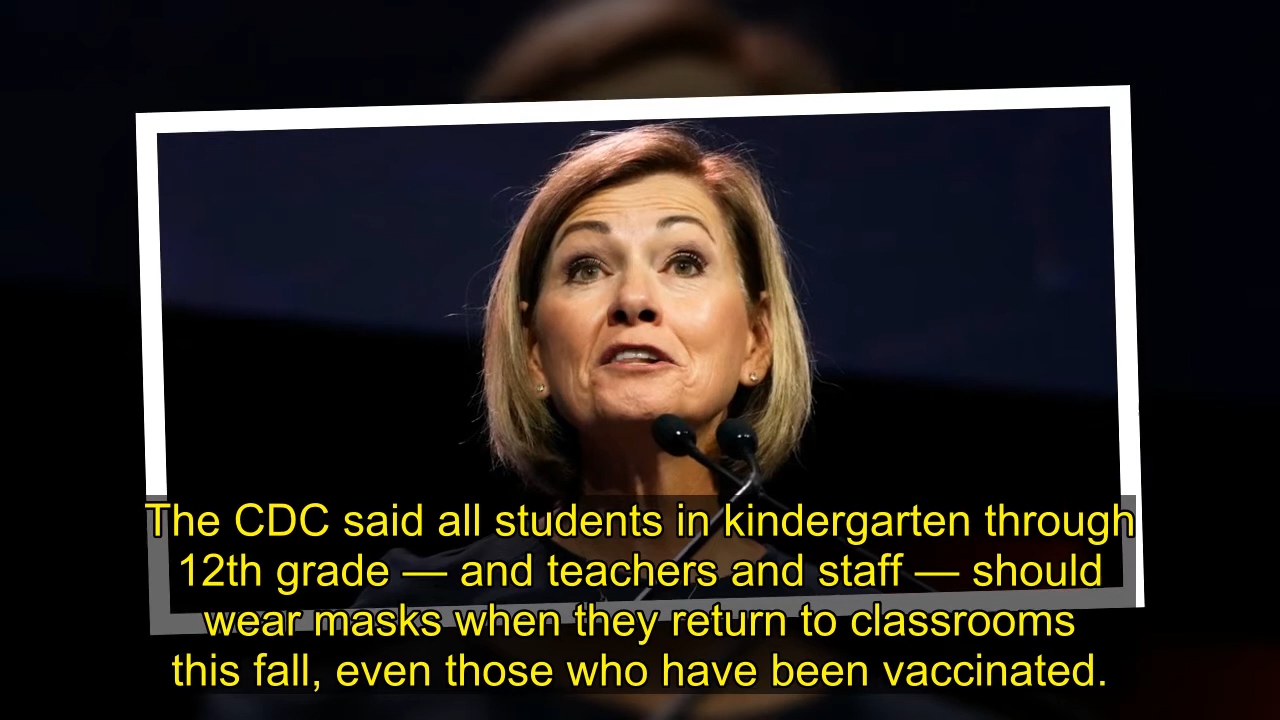 The CDC said all students in kindergarten through
12th grade — and teachers and staff — should
wear masks when they return to classrooms
this fall, even those who have been vaccinated.